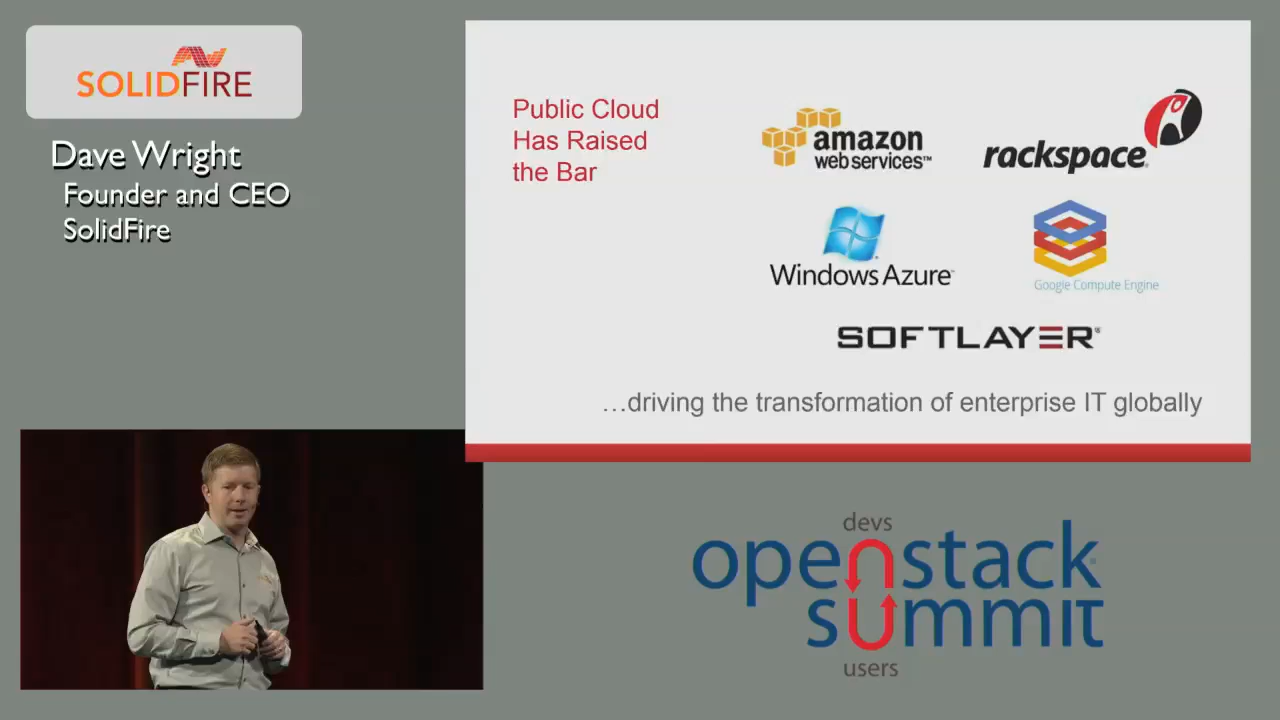 SOLIDFIRE
Dave Wright
Founder and CEO
SolidFire
Public Cloud
Has Raised
the Bar
amazon
web services™
rackspace
Windows Azure
Google Compute Engine
SOFTLAYER®
…driving the transformation of enterprise IT globally
devs
openstack
summit
users